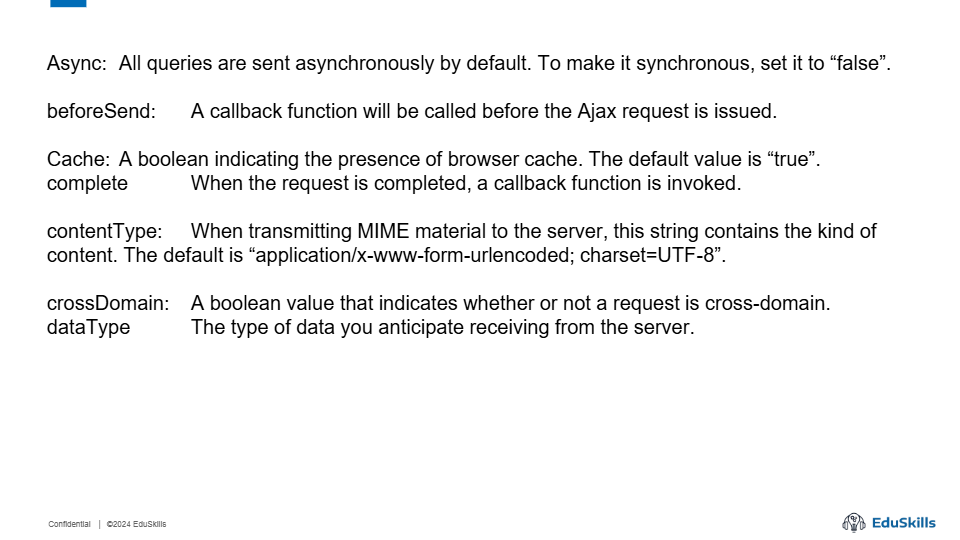 Async: All queries are sent asynchronously by default. To make it synchronous, set it to “false”.
beforeSend: A callback function will be called before the Ajax request is issued.
Cache: A boolean indicating the presence of browser cache. The default value is “true”.
complete When the request is completed, a callback function is invoked.
contentType: When transmitting MIME material to the server, this string contains the kind of
content. The default is “application/x-www-form-urlencoded; charset=UTF-8”.
crossDomain: A boolean value that indicates whether or not a request is cross-domain.
dataType The type of data you anticipate receiving from the server.
Confidential | ©2024 EduSkills
EduSkills